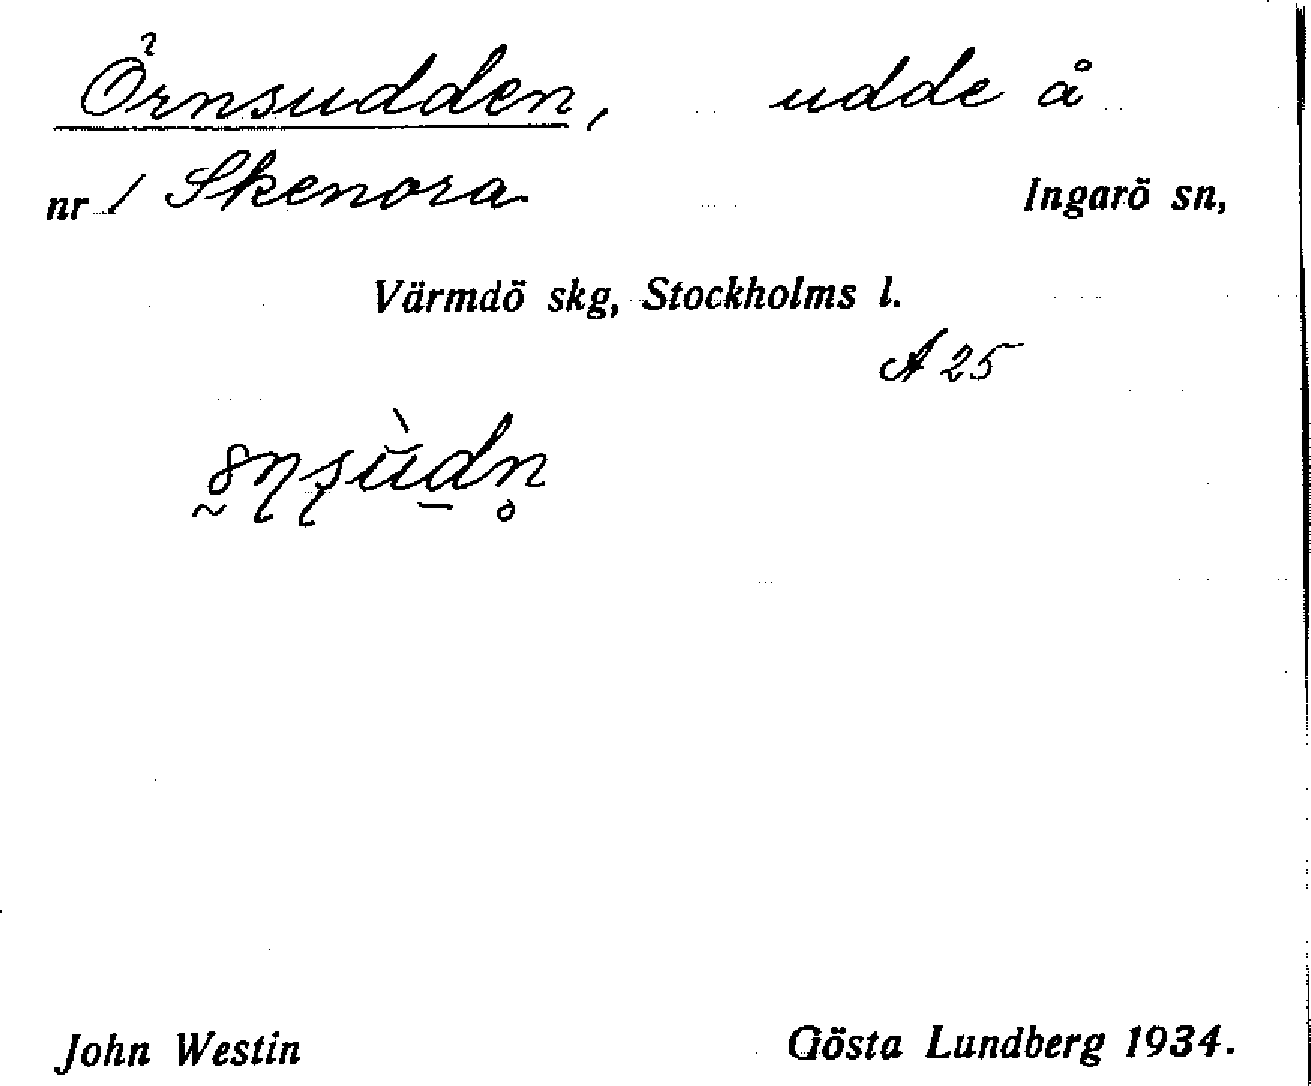 Örnsudden, udde å
nr 1 Skenora Ingarö sn,
Värmdö skg, Stockholms l.
A 25
John Westin Gösta Lundberg 1934.